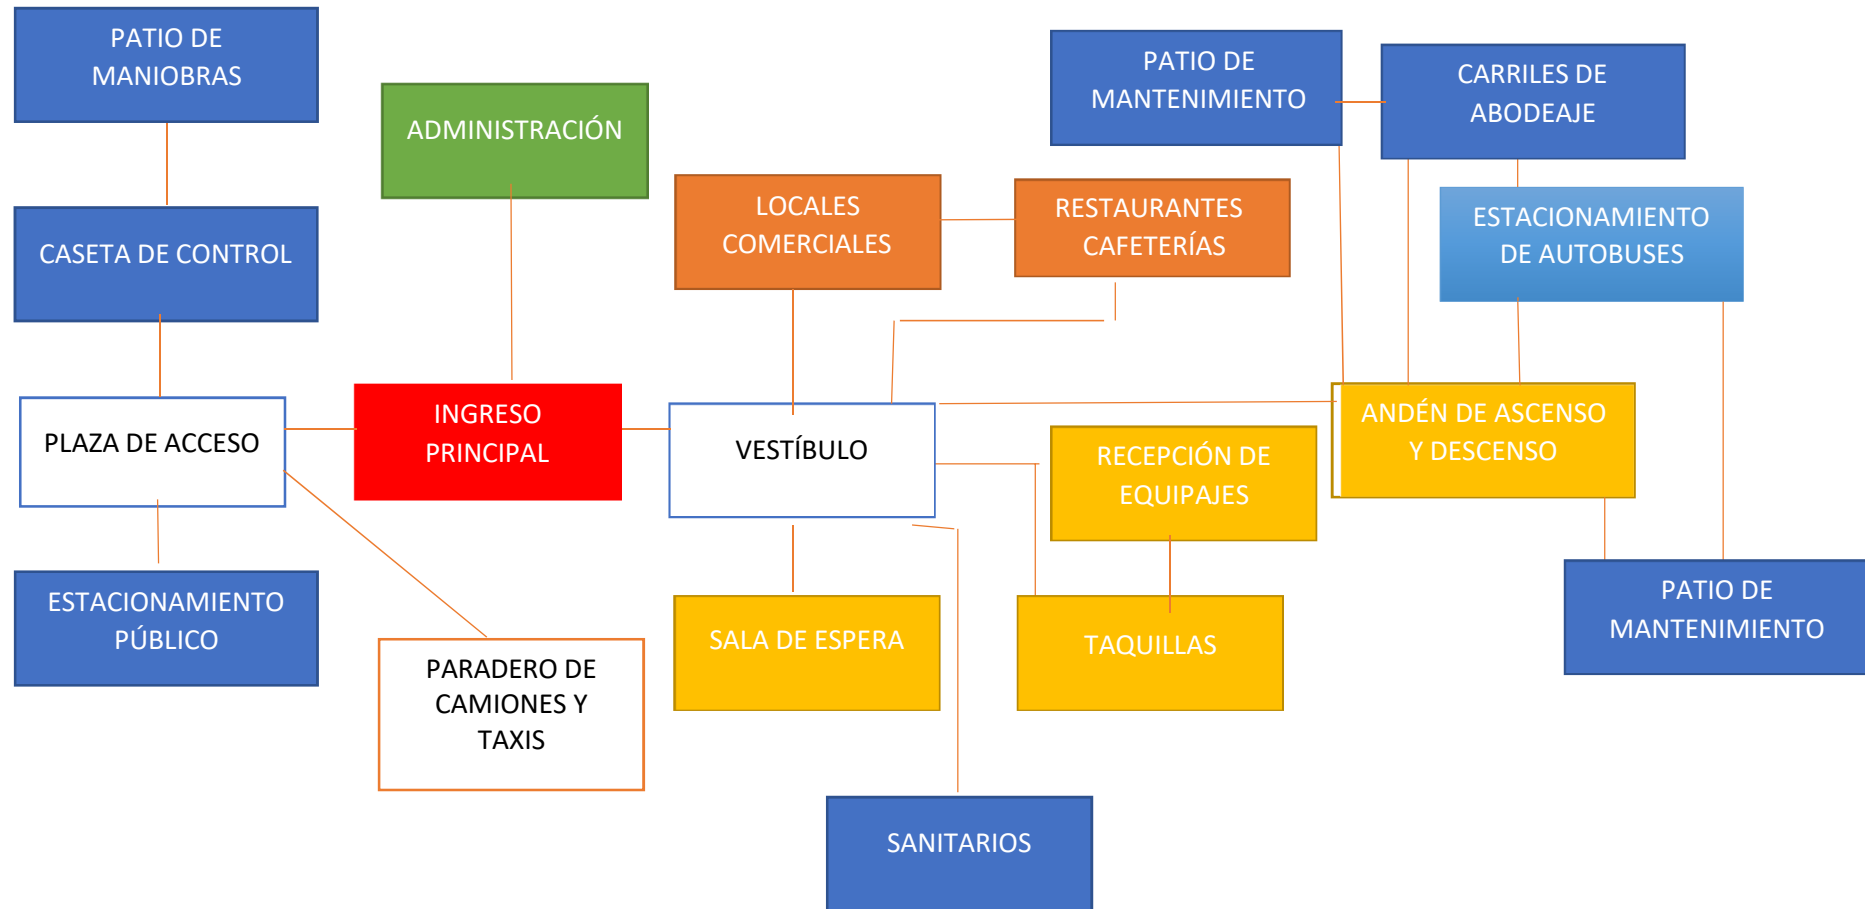 PATIO DE
MANIOBRAS
ADMINISTRACIÓN
PATIO DE
MANTENIMIENTO
CARRILES DE
ABODEAJE
LOCALES
COMERCIALES
RESTAURANTES
CAFETERÍAS
ESTACIONAMIENTO
DE AUTOBUSES
CASETA DE CONTROL
PLAZA DE ACCESO
INGRESO
PRINCIPAL
VESTÍBULO
RECEPCIÓN DE
EQUIPAJES
ANDÉN DE ASCENSO
Y DESCENSO
ESTACIONAMIENTO
PÚBLICO
PARADERO DE
CAMIONES Y
TAXIS
SALA DE ESPERA
TAQUILLAS
PATIO DE
MANTENIMIENTO
SANITARIOS